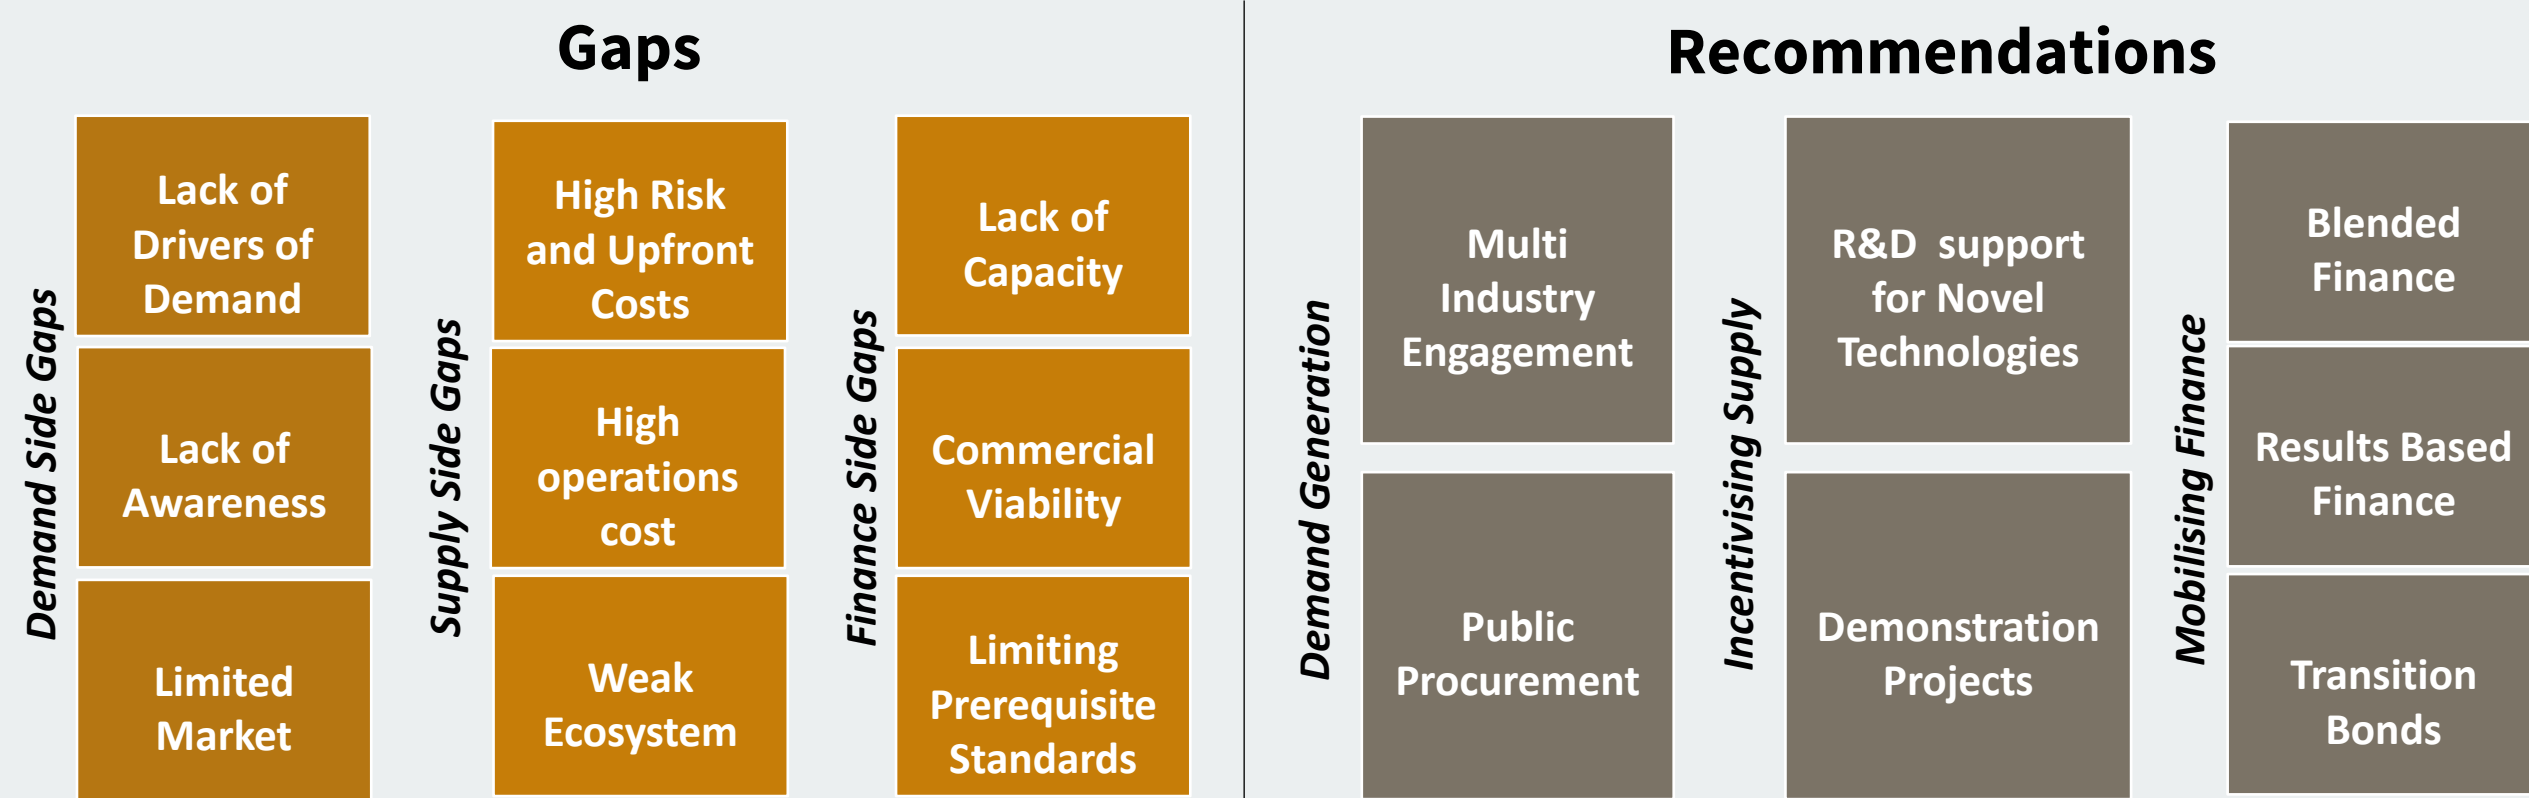 Gaps
Demand Side Gaps
Lack of
Drivers of
Demand
Lack of
Awareness
Limited
Market
Supply Side Gaps
High Risk
and Upfront
Costs
High
operations
cost
Weak
Ecosystem
Finance Side Gaps
Lack of
Capacity
Commercial
Viability
Limiting
Prerequisite
Standards
Recommendations
Demand Generation
Multi
Industry
Engagement
Public
Procurement
Incentivising Supply
R&D  support
for Novel
Technologies
Demonstration
Projects
Mobilising Finance
Blended
Finance
Results Based
Finance
Transition
Bonds